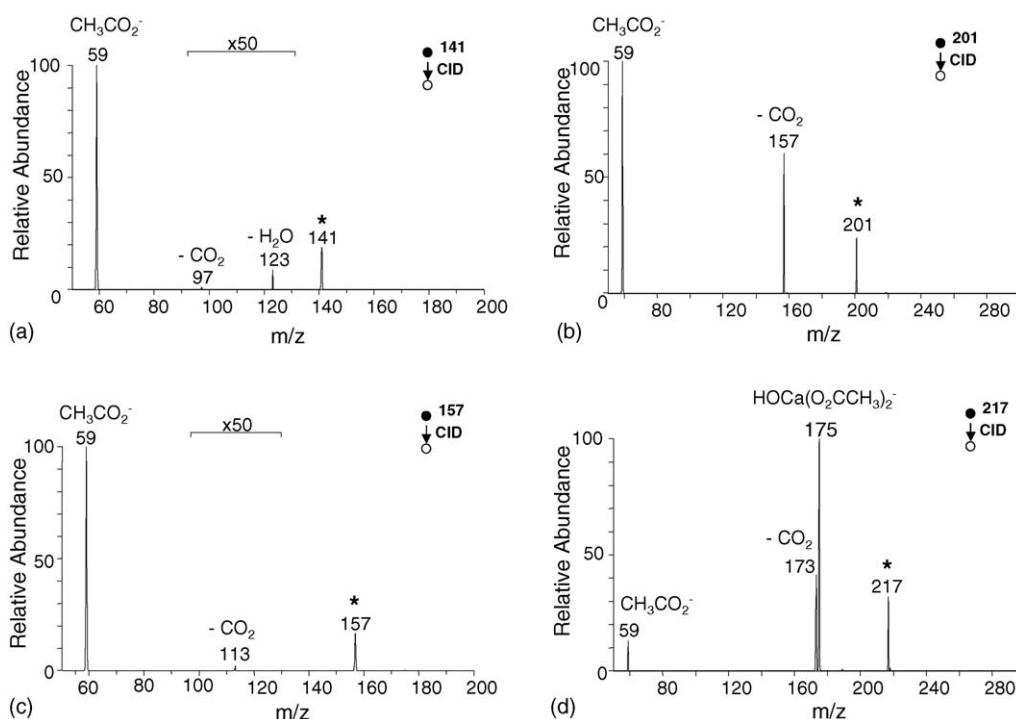 CH₃CO₂⁻
59
x50
● 141
CID
100
50
0
Relative Abundance
- CO₂
97
- H₂O
123
*
141
60 80 100 120 140 160 180 200
m/z
(a)
CH₃CO₂⁻
59
● 201
CID
100
50
0
Relative Abundance
- CO₂
157
*
201
80 120 160 200 240 280
m/z
(b)
CH₃CO₂⁻
59
x50
● 157
CID
100
50
0
Relative Abundance
- CO₂
113
*
157
60 80 100 120 140 160 180 200
m/z
(c)
HOCa(O₂CCH₃)₂⁻
175
● 217
CID
100
50
0
Relative Abundance
- CO₂
173
*
217
CH₃CO₂⁻
59
80 120 160 200 240 280
m/z
(d)